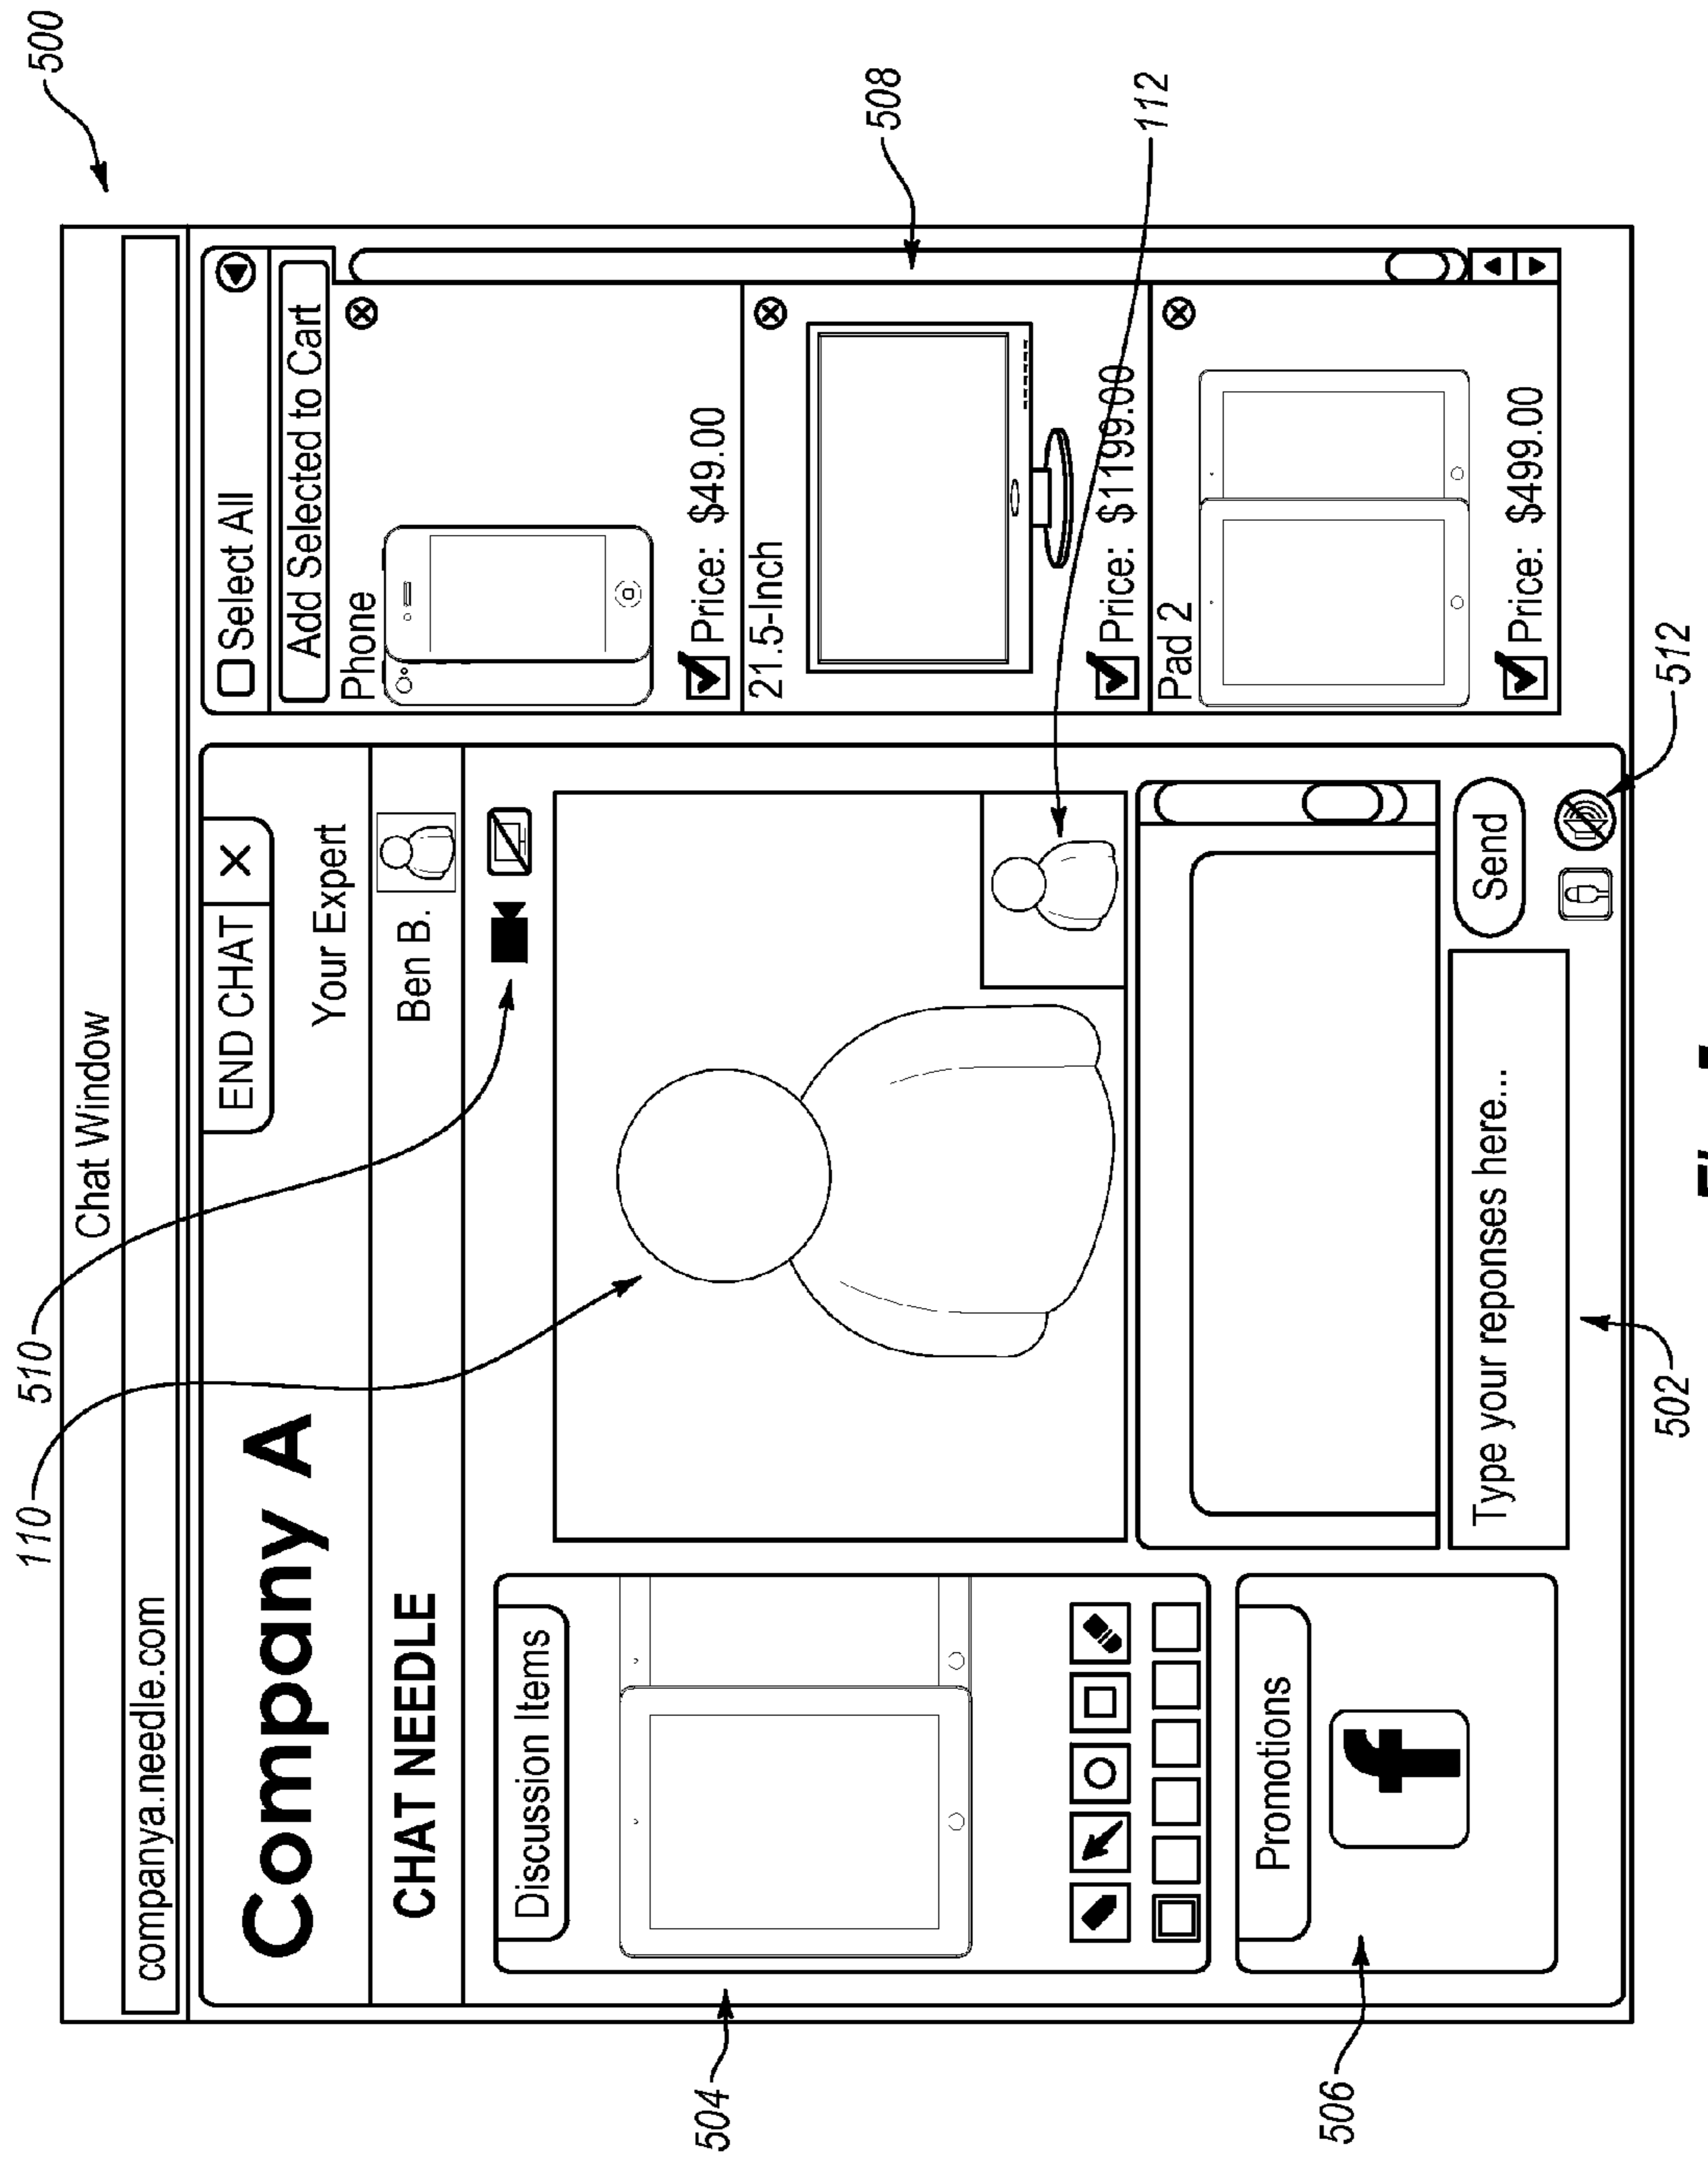 500
Chat Window
companya.needle.com
110
510
Company A
END CHAT X
Your Expert
CHAT NEEDLE
Ben B.
Discussion Items
Promotions
f
Type your reponses here...
Send
Select All
Add Selected to Cart
Phone
Price: $49.00
21.5-Inch
Price: $1199.00
Pad 2
Price: $499.00
508
112
504
506
502
512